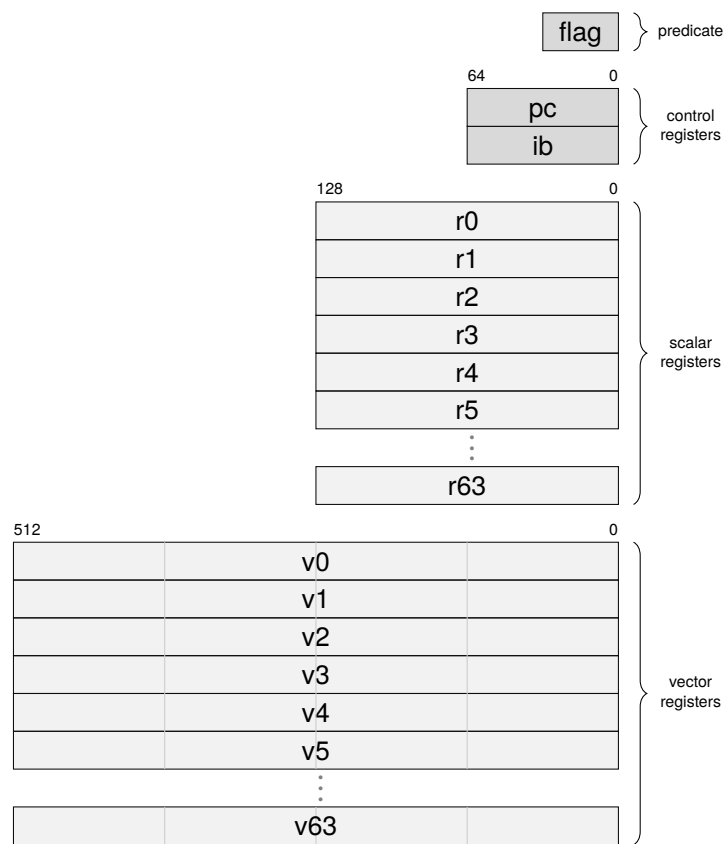 flag
predicate
64 0
pc
ib
control
registers
128 0
r0
r1
r2
r3
r4
r5
r63
scalar
registers
512 0
v0
v1
v2
v3
v4
v5
v63
vector
registers